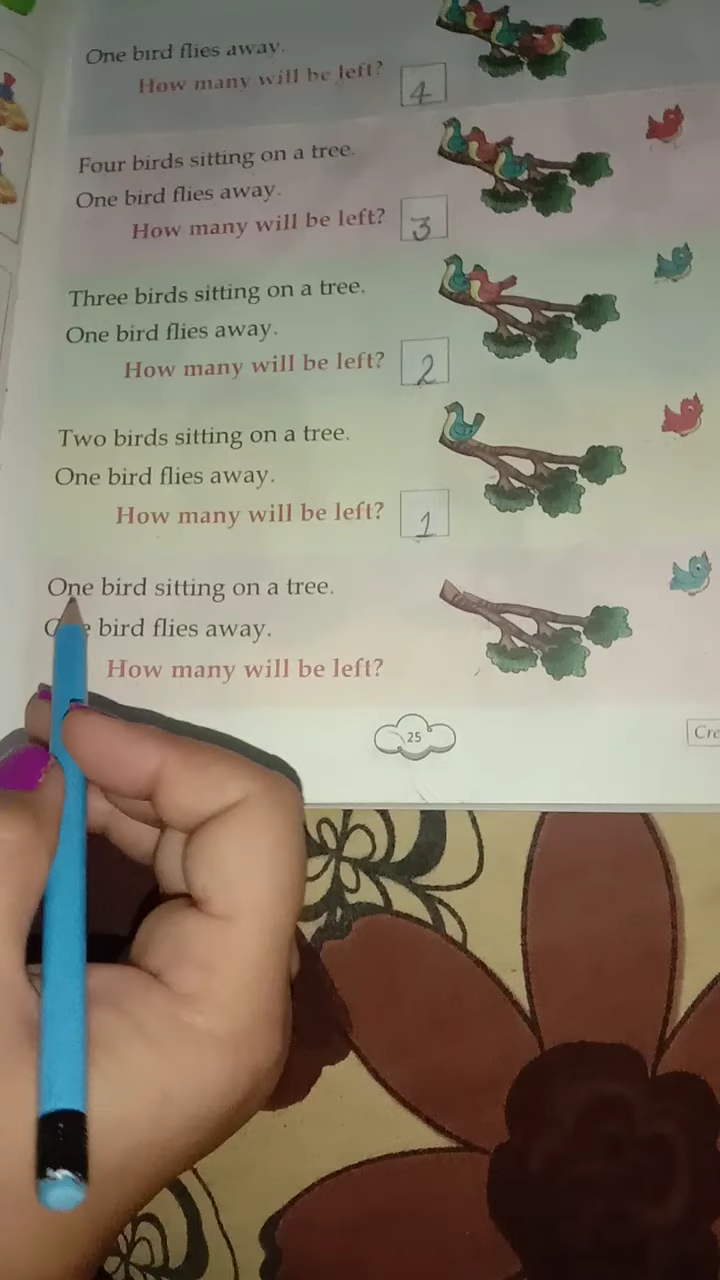 One bird flies away.
How many will be left? 4
Four birds sitting on a tree.
One bird flies away.
How many will be left? 3
Three birds sitting on a tree.
One bird flies away.
How many will be left? 2
Two birds sitting on a tree.
One bird flies away.
How many will be left? 1
One bird sitting on a tree.
bird flies away.
How many will be left?
25